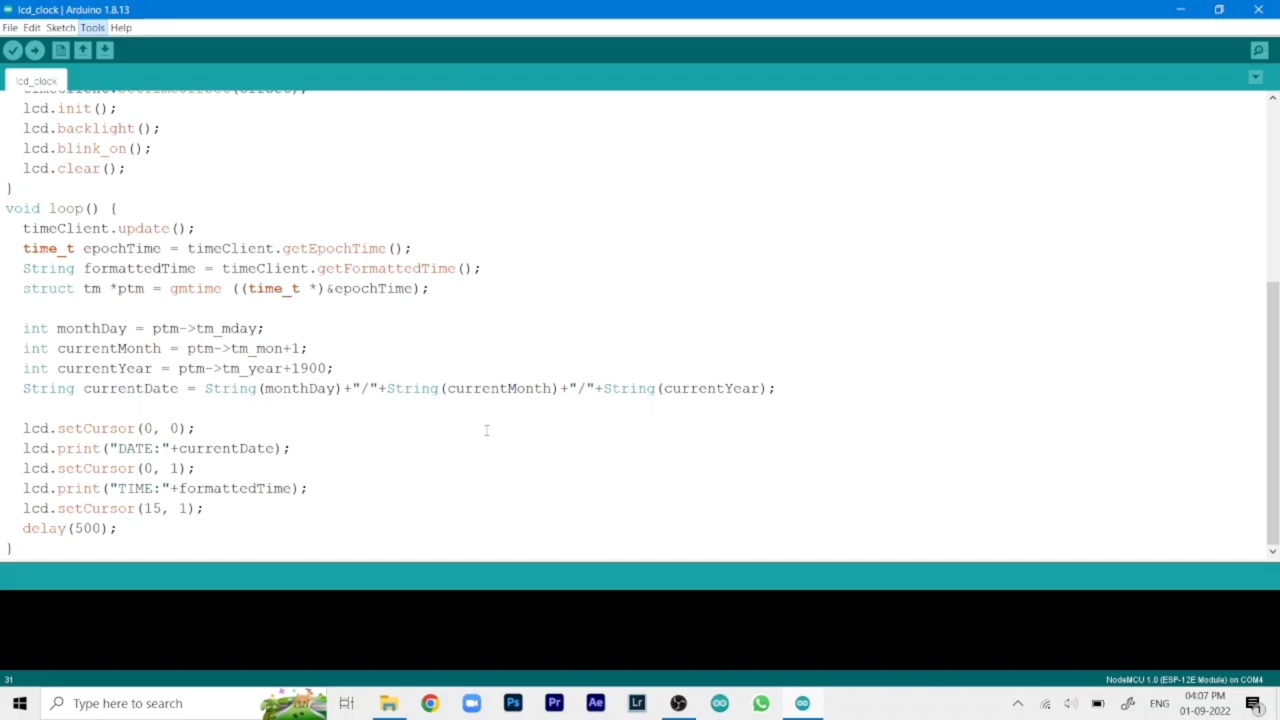 lcd_clock | Arduino 1.8.13
File Edit Sketch Tools Help
lcd_clock
lcd.init();
lcd.backlight();
lcd.blink_on();
lcd.clear();
}
void loop() {
timeClient.update();
time_t epochTime = timeClient.getEpochTime();
String formattedTime = timeClient.getFormattedTime();
struct tm *ptm = gmtime ((time_t *)&epochTime);
int monthDay = ptm->tm_mday;
int currentMonth = ptm->tm_mon+1;
int currentYear = ptm->tm_year+1900;
String currentDate = String(monthDay)+"/"+String(currentMonth)+"/"+String(currentYear);
lcd.setCursor(0, 0);
lcd.print("DATE:"+currentDate);
lcd.setCursor(0, 1);
lcd.print("TIME:"+formattedTime);
lcd.setCursor(15, 1);
delay(500);
}
31
NodeMCU 1.0 (ESP-12E Module) on COM4
Type here to search
Ps
Pr
Ae
Lr
ENG
04:07 PM
01-09-2022
1